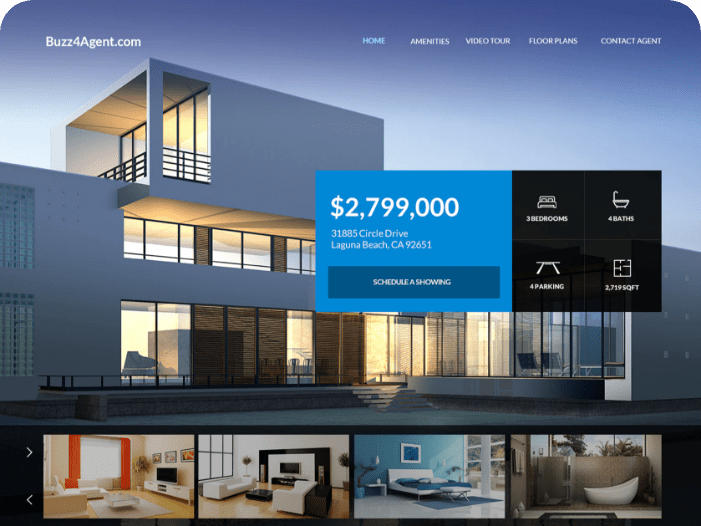 Buzz4Agent.com
HOME AMENITIES VIDEO TOUR FLOOR PLANS CONTACT AGENT
$2,799,000
31885 Circle Drive
Laguna Beach, CA 92651
SCHEDULE A SHOWING
3 BEDROOMS
4 BATHS
4 PARKING
2,719 SQFT